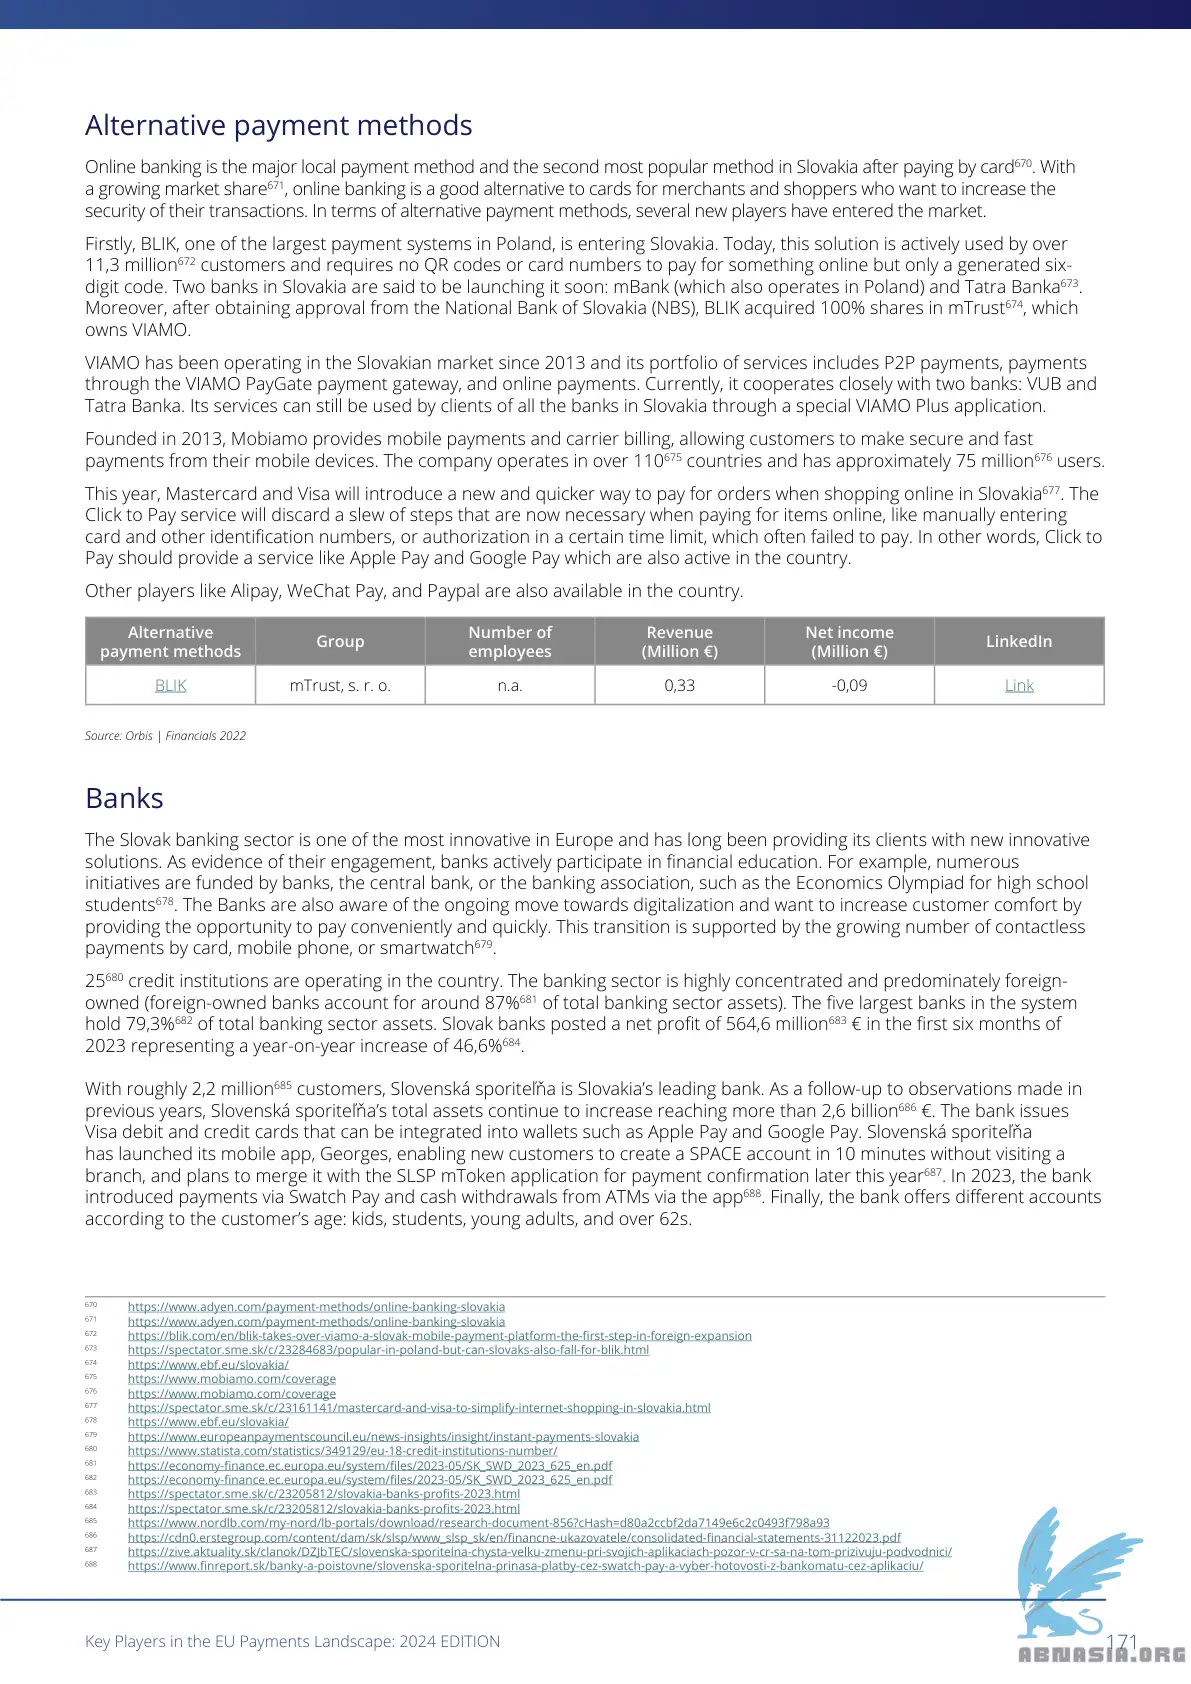 Alternative payment methods
Online banking is the major local payment method and the second most popular method in Slovakia after paying by card670. With
a growing market share671, online banking is a good alternative to cards for merchants and shoppers who want to increase the
security of their transactions. In terms of alternative payment methods, several new players have entered the market.
Firstly, BLIK, one of the largest payment systems in Poland, is entering Slovakia. Today, this solution is actively used by over
11,3 million672 customers and requires no QR codes or card numbers to pay for something online but only a generated six-
digit code. Two banks in Slovakia are said to be launching it soon: mBank (which also operates in Poland) and Tatra Banka673.
Moreover, after obtaining approval from the National Bank of Slovakia (NBS), BLIK acquired 100% shares in mTrust674, which
owns VIAMO.
VIAMO has been operating in the Slovakian market since 2013 and its portfolio of services includes P2P payments, payments
through the VIAMO PayGate payment gateway, and online payments. Currently, it cooperates closely with two banks: VUB and
Tatra Banka. Its services can still be used by clients of all the banks in Slovakia through a special VIAMO Plus application.
Founded in 2013, Mobiamo provides mobile payments and carrier billing, allowing customers to make secure and fast
payments from their mobile devices. The company operates in over 110675 countries and has approximately 75 million676 users.
This year, Mastercard and Visa will introduce a new and quicker way to pay for orders when shopping online in Slovakia677. The
Click to Pay service will discard a slew of steps that are now necessary when paying for items online, like manually entering
card and other identification numbers, or authorization in a certain time limit, which often failed to pay. In other words, Click to
Pay should provide a service like Apple Pay and Google Pay which are also active in the country.
Other players like Alipay, WeChat Pay, and Paypal are also available in the country.
Alternative payment methods Group Number of employees Revenue (Million €) Net income (Million €) LinkedIn
BLIK mTrust, s. r. o. n.a. 0,33 -0,09 Link
Source: Orbis | Financials 2022
Banks
The Slovak banking sector is one of the most innovative in Europe and has long been providing its clients with new innovative
solutions. As evidence of their engagement, banks actively participate in financial education. For example, numerous
initiatives are funded by banks, the central bank, or the banking association, such as the Economics Olympiad for high school
students678. The Banks are also aware of the ongoing move towards digitalization and want to increase customer comfort by
providing the opportunity to pay conveniently and quickly. This transition is supported by the growing number of contactless
payments by card, mobile phone, or smartwatch679.
25680 credit institutions are operating in the country. The banking sector is highly concentrated and predominately foreign-
owned (foreign-owned banks account for around 87%681 of total banking sector assets). The five largest banks in the system
hold 79,3%682 of total banking sector assets. Slovak banks posted a net profit of 564,6 million683 € in the first six months of
2023 representing a year-on-year increase of 46,6%684.
With roughly 2,2 million685 customers, Slovenská sporiteľňa is Slovakia’s leading bank. As a follow-up to observations made in
previous years, Slovenská sporiteľňa’s total assets continue to increase reaching more than 2,6 billion686 €. The bank issues
Visa debit and credit cards that can be integrated into wallets such as Apple Pay and Google Pay. Slovenská sporiteľňa
has launched its mobile app, Georges, enabling new customers to create a SPACE account in 10 minutes without visiting a
branch, and plans to merge it with the SLSP mToken application for payment confirmation later this year687. In 2023, the bank
introduced payments via Swatch Pay and cash withdrawals from ATMs via the app688. Finally, the bank offers different accounts
according to the customer’s age: kids, students, young adults, and over 62s.
670 https://www.adyen.com/payment-methods/online-banking-slovakia
671 https://www.adyen.com/payment-methods/online-banking-slovakia
672 https://blik.com/en/blik-takes-over-viamo-a-slovak-mobile-payment-platform-the-first-step-in-foreign-expansion
673 https://spectator.sme.sk/c/23284683/popular-in-poland-but-can-slovaks-also-fall-for-blik.html
674 https://www.ebf.eu/slovakia/
675 https://www.mobiamo.com/coverage
676 https://www.mobiamo.com/coverage
677 https://spectator.sme.sk/c/23161141/mastercard-and-visa-to-simplify-internet-shopping-in-slovakia.html
678 https://www.ebf.eu/slovakia/
679 https://www.europeanpaymentscouncil.eu/news-insights/insight/instant-payments-slovakia
680 https://www.statista.com/statistics/349129/eu-18-credit-institutions-number/
681 https://economy-finance.ec.europa.eu/system/files/2023-05/SK_SWD_2023_625_en.pdf
682 https://economy-finance.ec.europa.eu/system/files/2023-05/SK_SWD_2023_625_en.pdf
683 https://spectator.sme.sk/c/23205812/slovakia-banks-profits-2023.html
684 https://spectator.sme.sk/c/23205812/slovakia-banks-profits-2023.html
685 https://www.nordlb.com/my-nord/lb-portals/download/research-document-856?cHash=d80a2ccbf2da7149e6c2c0493f798a93
686 https://cdn0.erstegroup.com/content/dam/sk/slsp/www_slsp_sk/en/financne-ukazovatele/consolidated-financial-statements-31122023.pdf
687 https://zive.aktuality.sk/clanok/DZJbTEC/slovenska-sporitelna-chysta-velku-zmenu-pri-svojich-aplikaciach-pozor-v-cr-sa-na-tom-prizivuju-podvodnici/
688 https://www.finreport.sk/banky-a-poistovne/slovenska-sporitelna-prinasa-platby-cez-swatch-pay-a-vyber-hotovosti-z-bankomatu-cez-aplikaciu/
Key Players in the EU Payments Landscape: 2024 EDITION
171
ABNASIA.ORG